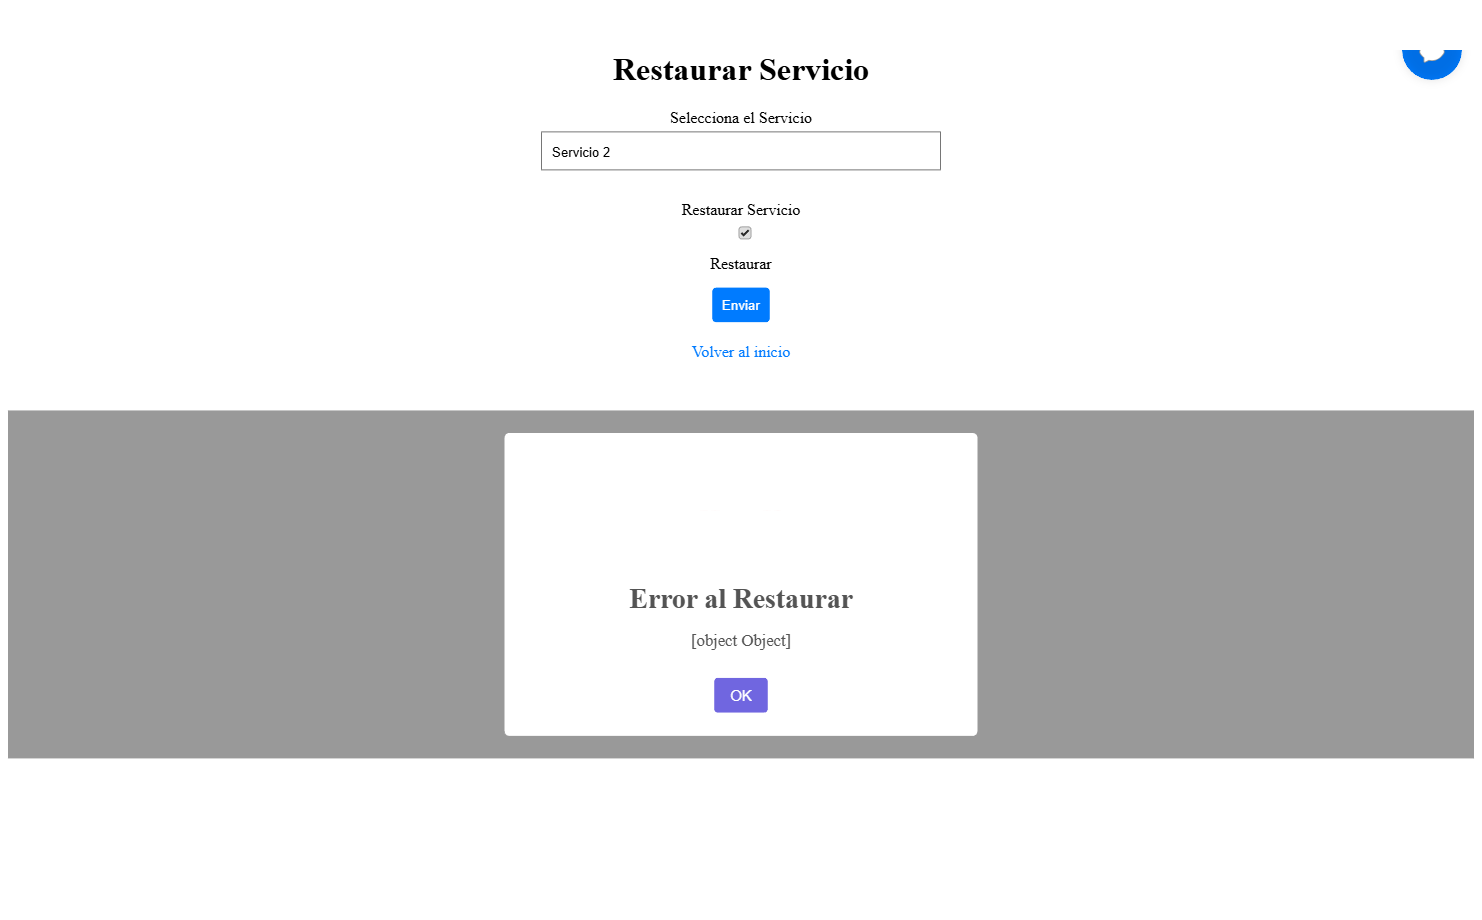 Restaurar Servicio
Selecciona el Servicio
Servicio 2
Restaurar Servicio
Restaurar
Enviar
Volver al inicio
Error al Restaurar
[object Object]
OK